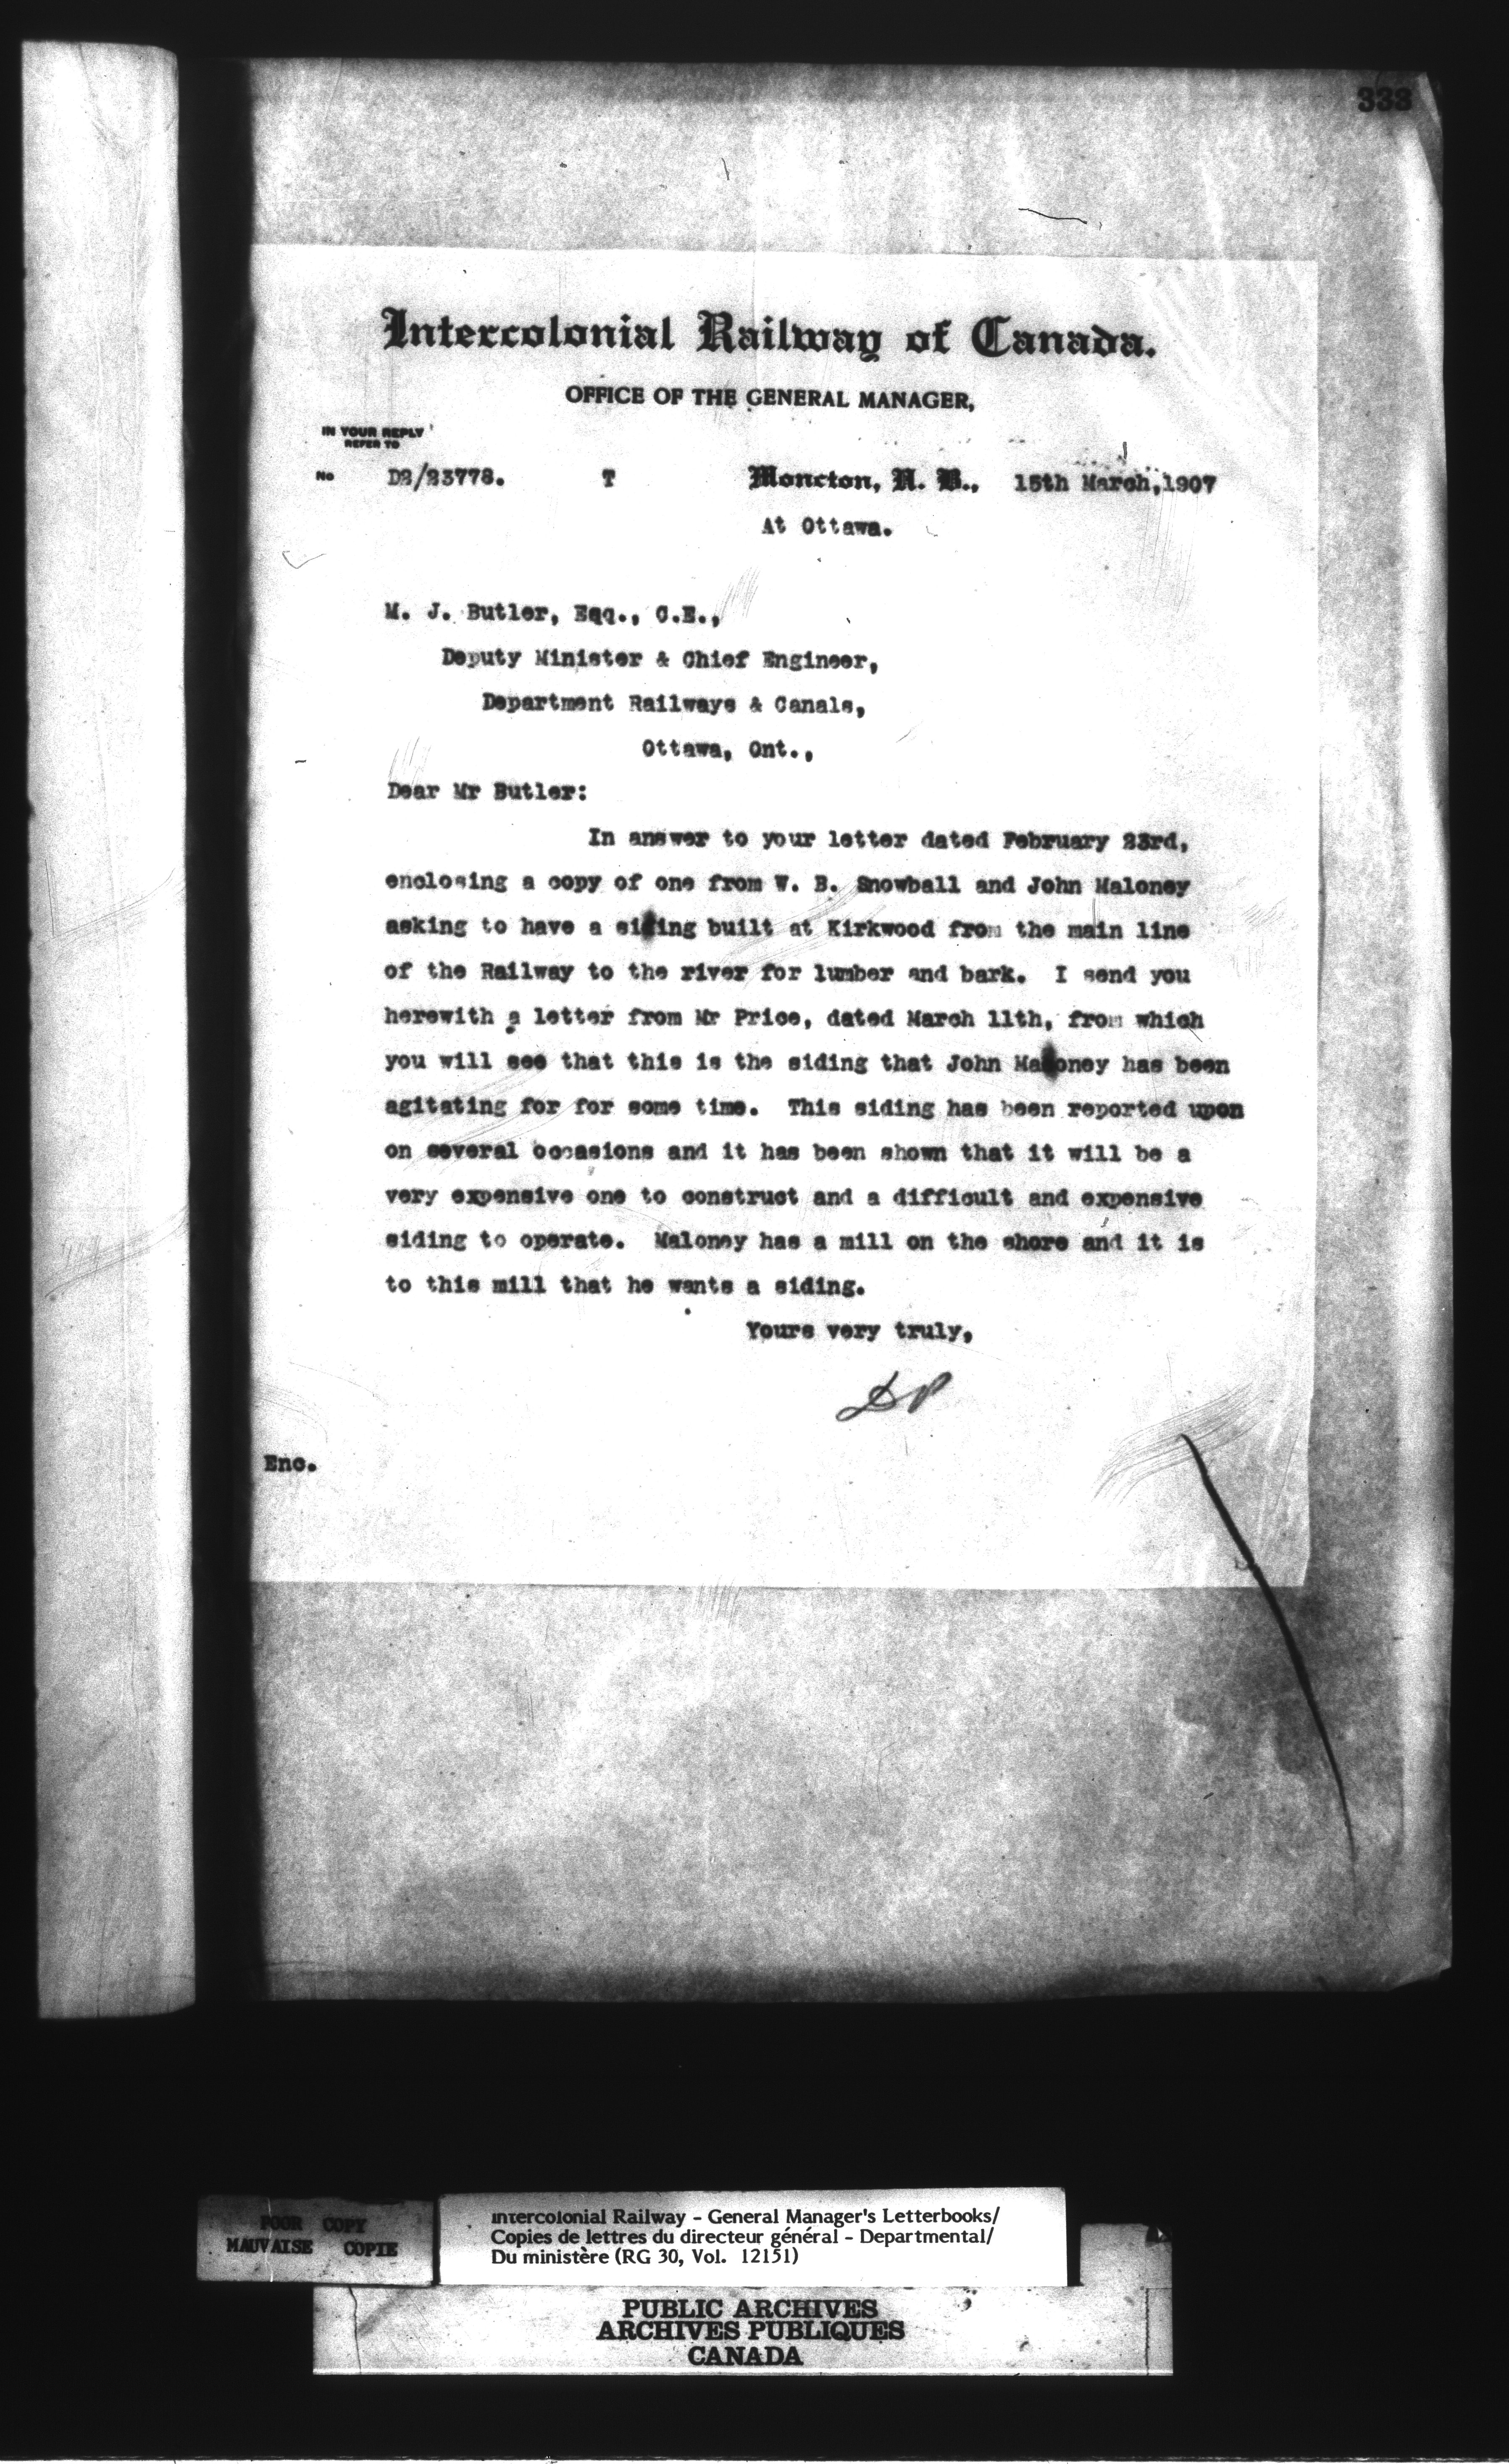 333
Intercolonial Railway of Canada.
OFFICE OF THE GENERAL MANAGER,
IN YOUR REPLY
REFER TO
No D2/23778. T Moncton, N. B., 15th March, 1907
At Ottawa.
M. J. Butler, Esq., C.E.,
Deputy Minister & Chief Engineer,
Department Railways & Canals,
Ottawa, Ont.,
Dear Mr Butler:
In answer to your letter dated February 23rd,
enclosing a copy of one from W. B. Snowball and John Maloney
asking to have a siding built at Kirkwood from the main line
of the Railway to the river for lumber and bark. I send you
herewith a letter from Mr Price, dated March 11th, from which
you will see that this is the siding that John Maloney has been
agitating for for some time. This siding has been reported upon
on several occasions and it has been shown that it will be a
very expensive one to construct and a difficult and expensive
siding to operate. Maloney has a mill on the shore and it is
to this mill that he wants a siding.
Yours very truly,
DP
Enc.
POOR COPY
MAUVAISE COPIE
Intercolonial Railway - General Manager's Letterbooks/
Copies de lettres du directeur général - Departmental/
Du ministère (RG 30, Vol. 12151)
PUBLIC ARCHIVES
ARCHIVES PUBLIQUES
CANADA